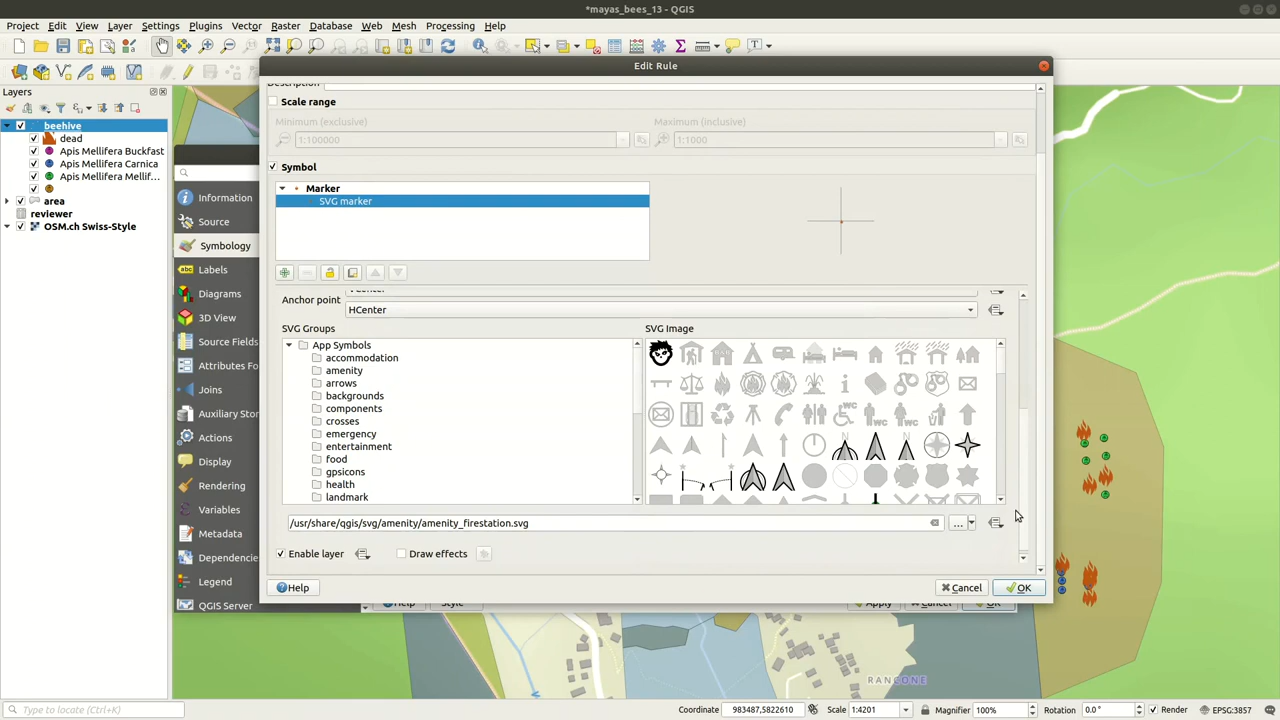 *mayas_bees_13 - QGIS
Project Edit View Layer Settings Plugins Vector Raster Database Web Mesh Processing Help
Edit Rule
Layers
beehive
dead
Apis Mellifera Buckfast
Apis Mellifera Carnica
Apis Mellifera Mellif...
area
reviewer
OSM.ch Swiss-Style
Information
Source
Symbology
abc Labels
Diagrams
3D View
Source Fields
Attributes Fo
Joins
Auxiliary Stor
Actions
Display
Rendering
Variables
Metadata
Dependencie
Legend
QGIS Server
Description
Scale range
Minimum (exclusive) Maximum (inclusive)
1:100000 1:1000
Symbol
Marker
SVG marker
VCenter
Anchor point
HCenter
SVG Groups SVG Image
App Symbols
accommodation
amenity
arrows
backgrounds
components
crosses
emergency
entertainment
food
gpsicons
health
landmark
/usr/share/qgis/svg/amenity/amenity_firestation.svg
...
Enable layer Draw effects
Help Cancel OK
Help Style Apply Cancel OK
RANCONE
Type to locate (Ctrl+K)
Coordinate 983487,5822610 Scale 1:4201 Magnifier 100% Rotation 0.0 ° Render EPSG:3857